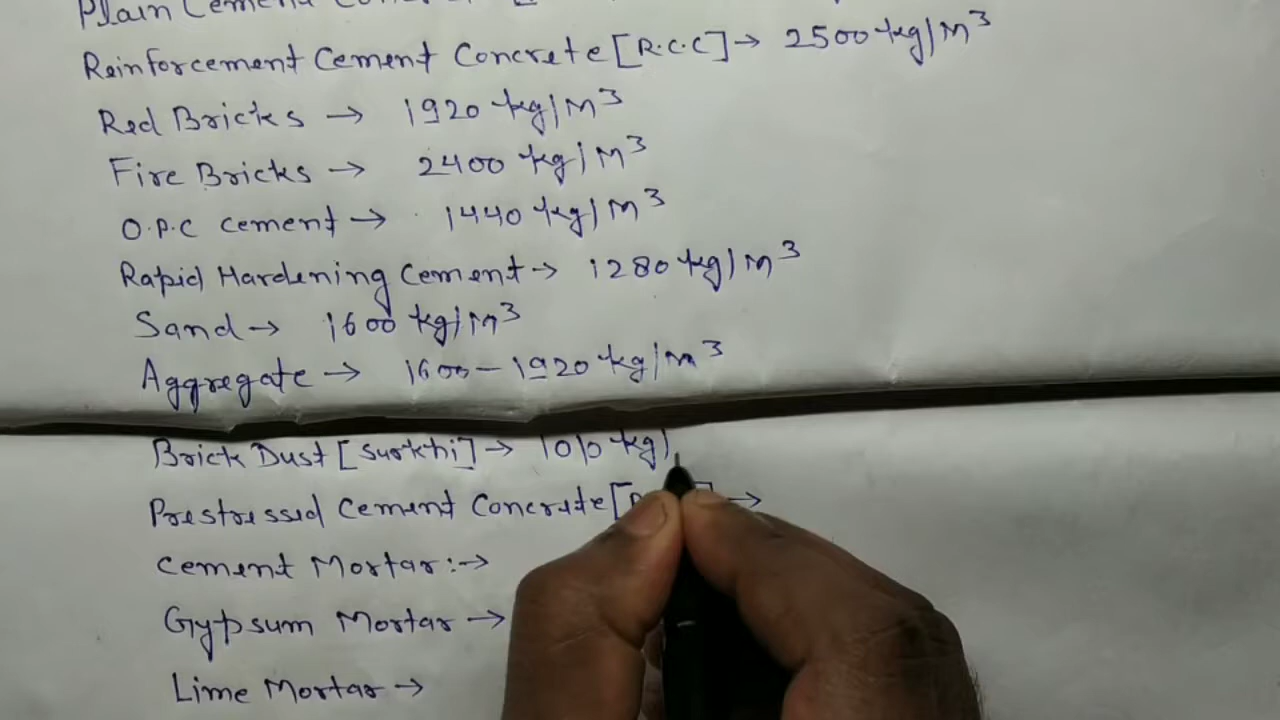 Plain Cement
Reinforcement Cement Concrete [R.C.C] → 2500 kg/m³
Red Bricks → 1920 kg/m³
Fire Bricks → 2400 kg/m³
O.P.C cement → 1440 kg/m³
Rapid Hardening Cement → 1280 kg/m³
Sand → 1600 kg/m³
Aggregate → 1600 – 1920 kg/m³
Brick Dust [Surkhi] → 1010 kg/
Prestressed Cement Concrete [P ] →
Cement Mortar :→
Gypsum Mortar →
Lime Mortar →